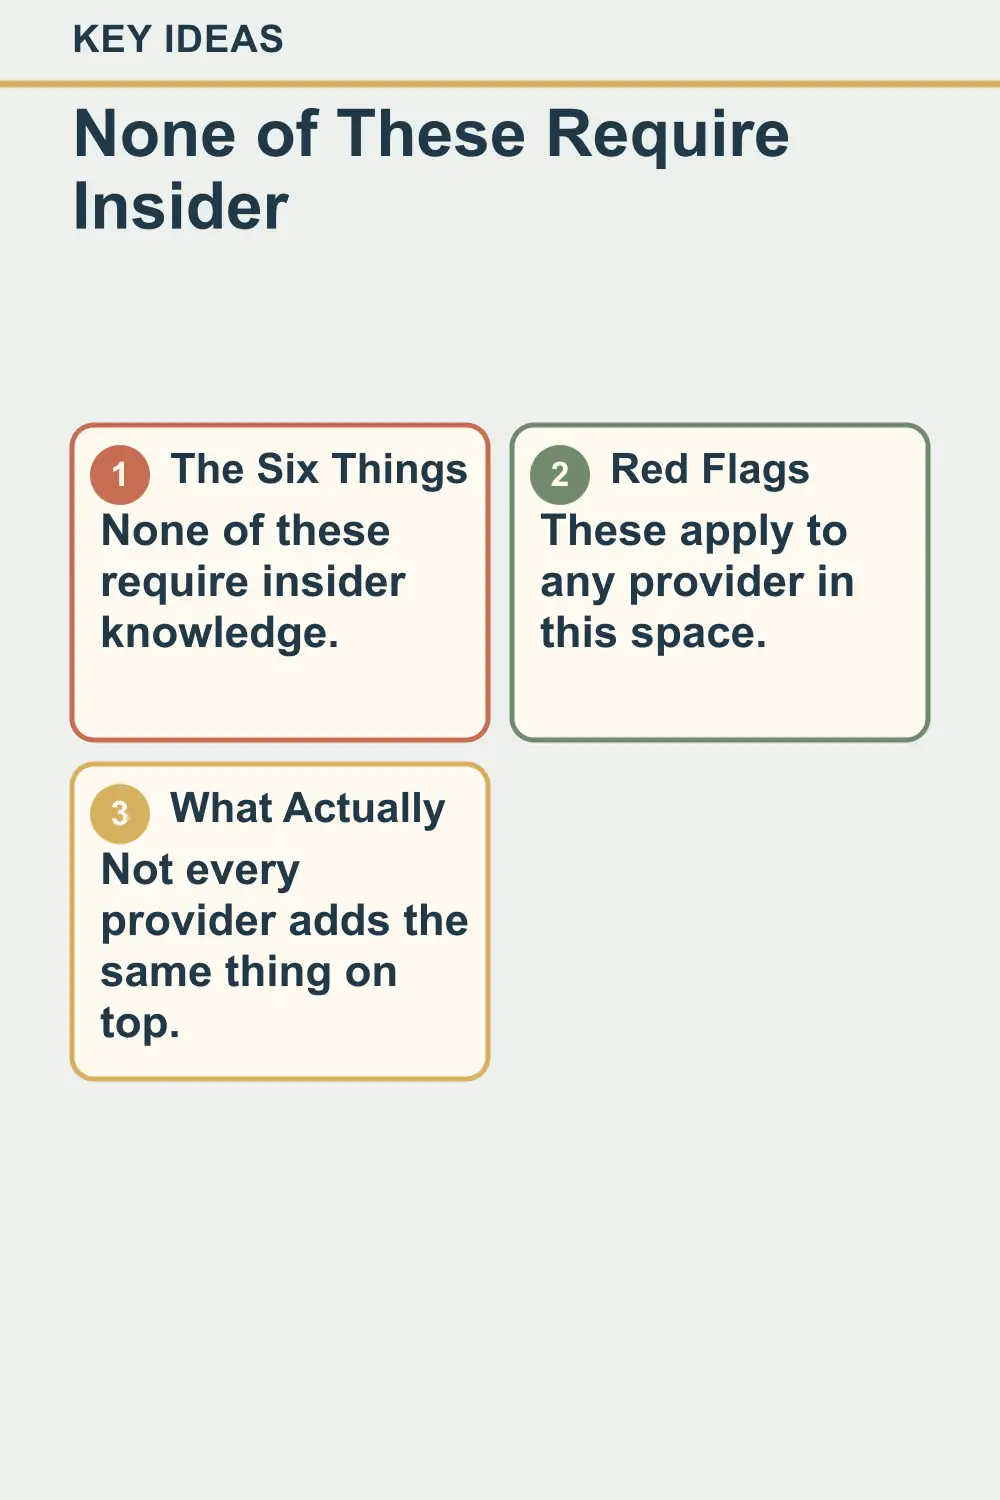 KEY IDEAS
None of These Require
Insider
1
The Six Things
None of these
require insider
knowledge.
2
Red Flags
These apply to
any provider in
this space.
3
What Actually
Not every
provider adds the
same thing on
top.